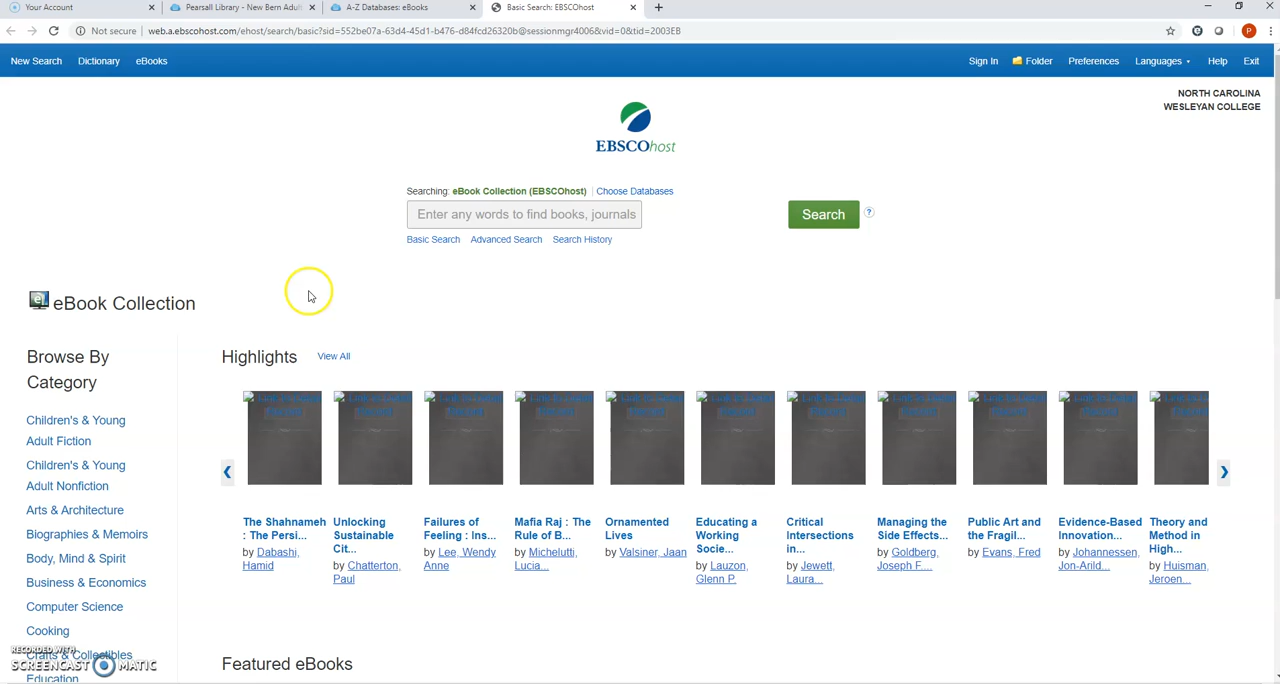 Your Account
Pearsall Library - New Bern Adul
A-Z Databases: eBooks
Basic Search: EBSCOhost
Not secure | web.a.ebscohost.com/ehost/search/basic?sid=552be07a-63d4-45d1-b476-d84fcd26320b@sessionmgr4006&vid=0&tid=2003EB
P
New Search Dictionary eBooks Sign In Folder Preferences Languages Help Exit
NORTH CAROLINA
WESLEYAN COLLEGE
EBSCOhost
Searching: eBook Collection (EBSCOhost) Choose Databases
Enter any words to find books, journals
Search ?
Basic Search Advanced Search Search History
eBook Collection
Browse By
Category
Children's & Young
Adult Fiction
Children's & Young
Adult Nonfiction
Arts & Architecture
Biographies & Memoirs
Body, Mind & Spirit
Business & Economics
Computer Science
Cooking
Crafts & Collectibles
Education
Highlights View All
The Shahnameh
: The Persi...
by Dabashi,
Hamid
Unlocking
Sustainable
Cit...
by Chatterton,
Paul
Failures of
Feeling : Ins...
by Lee, Wendy
Anne
Mafia Raj : The
Rule of B...
by Michelutti,
Lucia...
Ornamented
Lives
by Valsiner, Jaan
Educating a
Working
Socie...
by Lauzon,
Glenn P.
Critical
Intersections
in...
by Jewett,
Laura...
Managing the
Side Effects...
by Goldberg,
Joseph F....
Public Art and
the Fragil...
by Evans, Fred
Evidence-Based
Innovation...
by Johannessen,
Jon-Arild...
Theory and
Method in
High...
by Huisman,
Jeroen...
Featured eBooks
RECORDED WITH
SCREENCAST MATIC